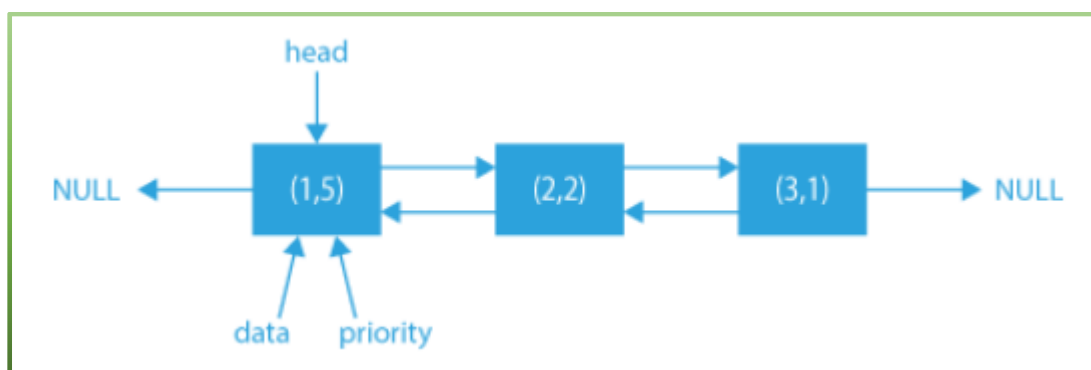 head
NULL (1,5) (2,2) (3,1) NULL
data priority